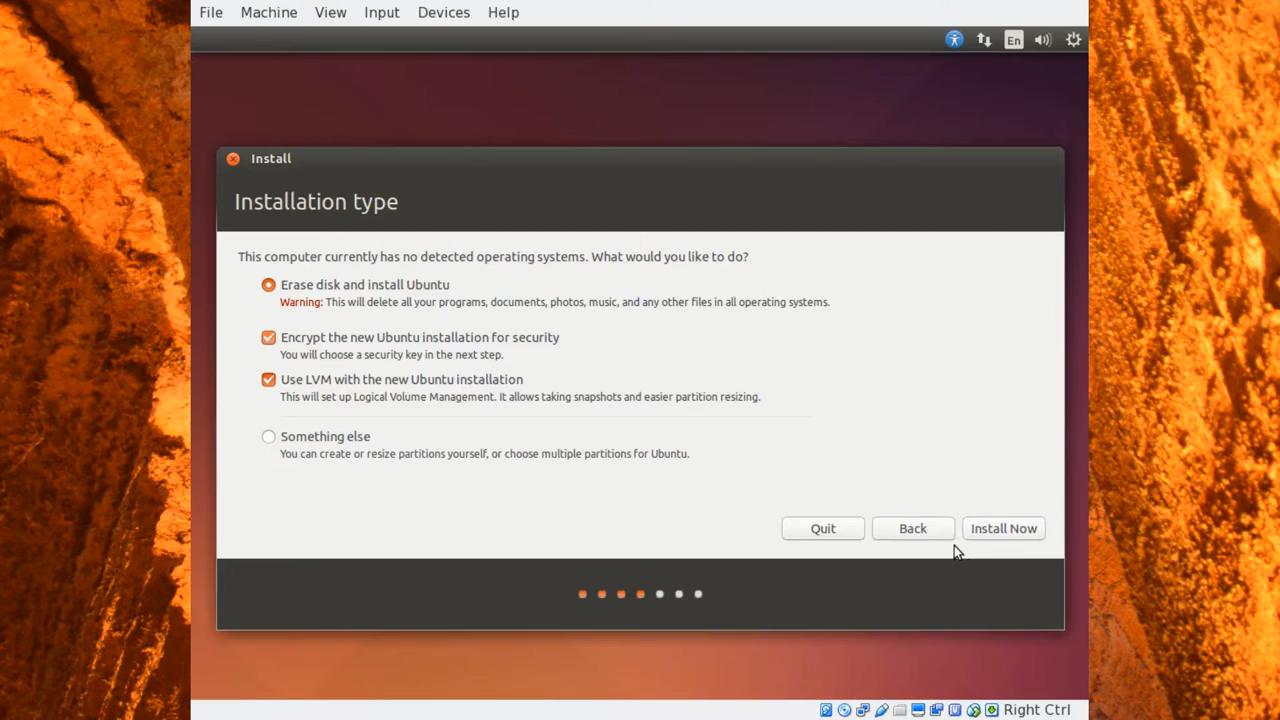 File Machine View Input Devices Help
En
Install
Installation type
This computer currently has no detected operating systems. What would you like to do?
Erase disk and install Ubuntu
Warning: This will delete all your programs, documents, photos, music, and any other files in all operating systems.
Encrypt the new Ubuntu installation for security
You will choose a security key in the next step.
Use LVM with the new Ubuntu installation
This will set up Logical Volume Management. It allows taking snapshots and easier partition resizing.
Something else
You can create or resize partitions yourself, or choose multiple partitions for Ubuntu.
Quit Back Install Now
Right Ctrl